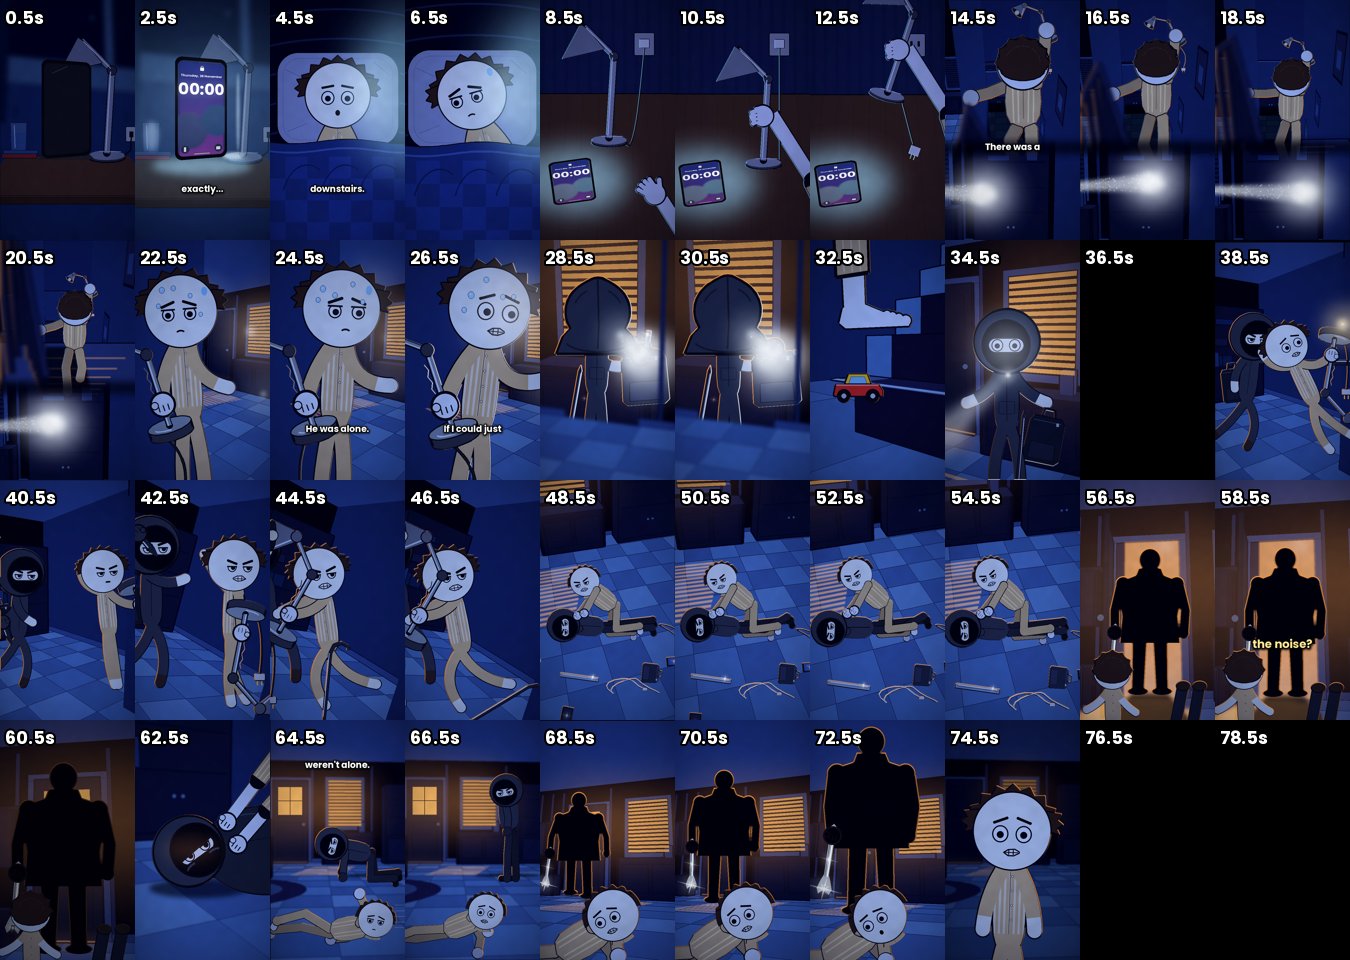 0.5s
2.5s
4.5s
6.5s
8.5s
10.5s
12.5s
14.5s
16.5s
18.5s
Thursday, 28 November
00:00
00:00
00:00
00:00
There was a
exactly...
downstairs.
20.5s
22.5s
24.5s
26.5s
28.5s
30.5s
32.5s
34.5s
36.5s
38.5s
He was alone.
If I could just
40.5s
42.5s
44.5s
46.5s
48.5s
50.5s
52.5s
54.5s
56.5s
58.5s
the noise?
60.5s
62.5s
64.5s
66.5s
68.5s
70.5s
72.5s
74.5s
76.5s
78.5s
weren't alone.